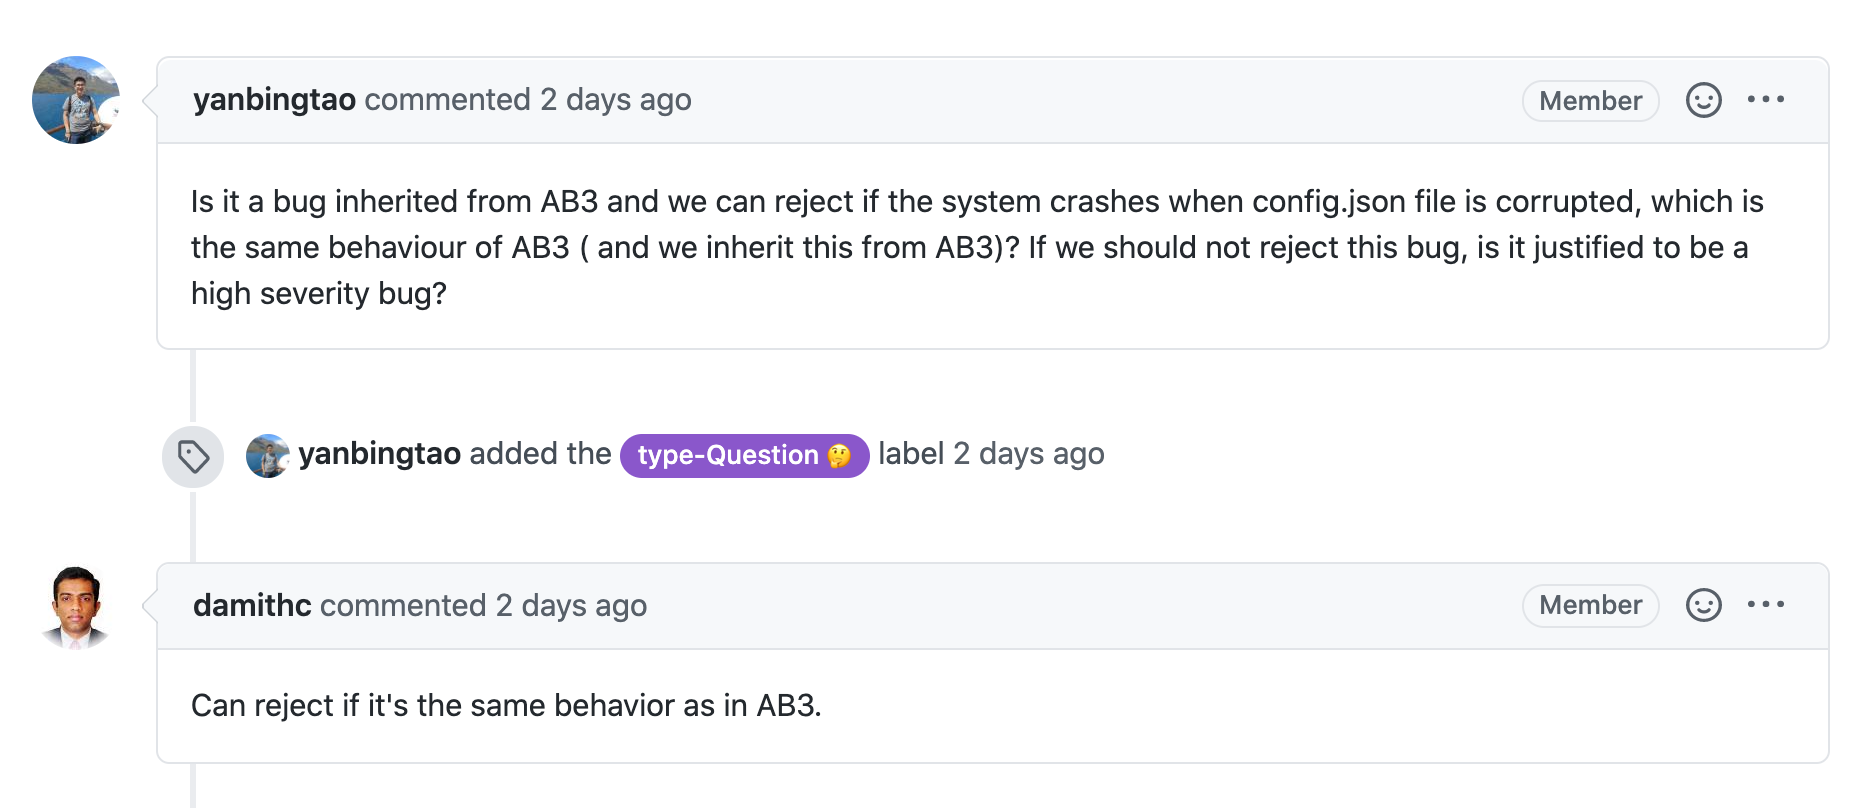 yanbingtao commented 2 days ago Member
Is it a bug inherited from AB3 and we can reject if the system crashes when config.json file is corrupted, which is
the same behaviour of AB3 ( and we inherit this from AB3)? If we should not reject this bug, is it justified to be a
high severity bug?
yanbingtao added the type-Question 🤔 label 2 days ago
damithc commented 2 days ago Member
Can reject if it's the same behavior as in AB3.